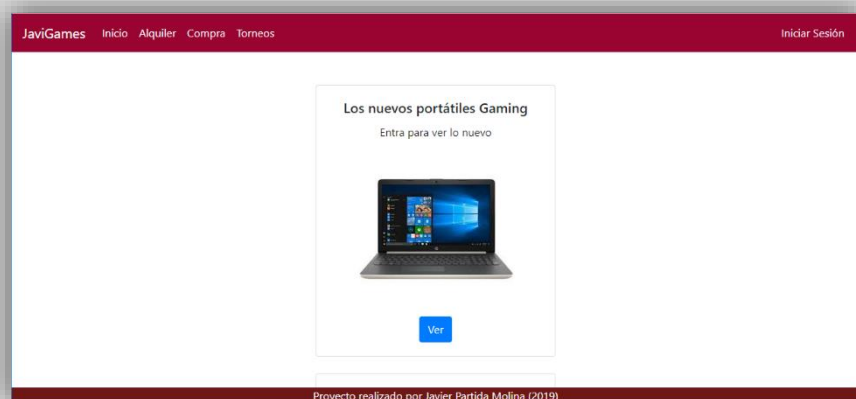 JaviGames Inicio Alquiler Compra Torneos Iniciar Sesión
Los nuevos portátiles Gaming
Entra para ver lo nuevo
Ver
Proyecto realizado por Javier Partida Molina (2019)